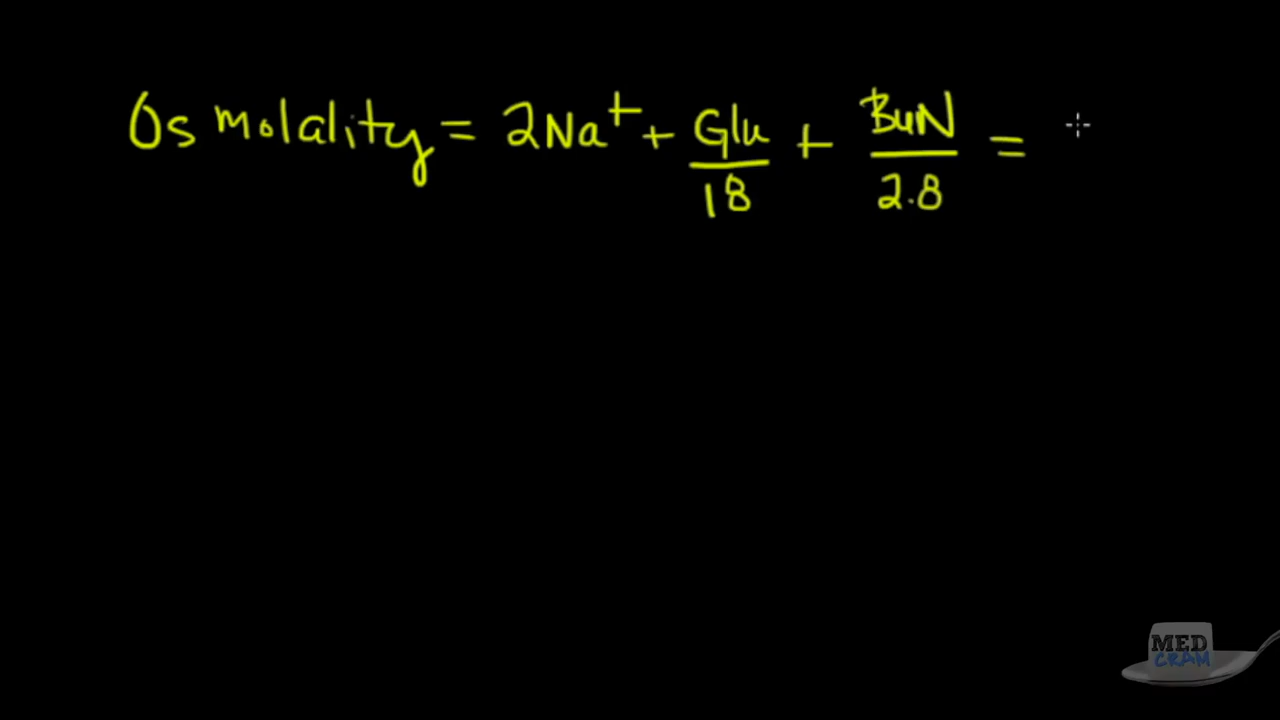 Osmolality = 2Na⁺ + Glu/18 + BUN/2.8 =
MED
CRAM